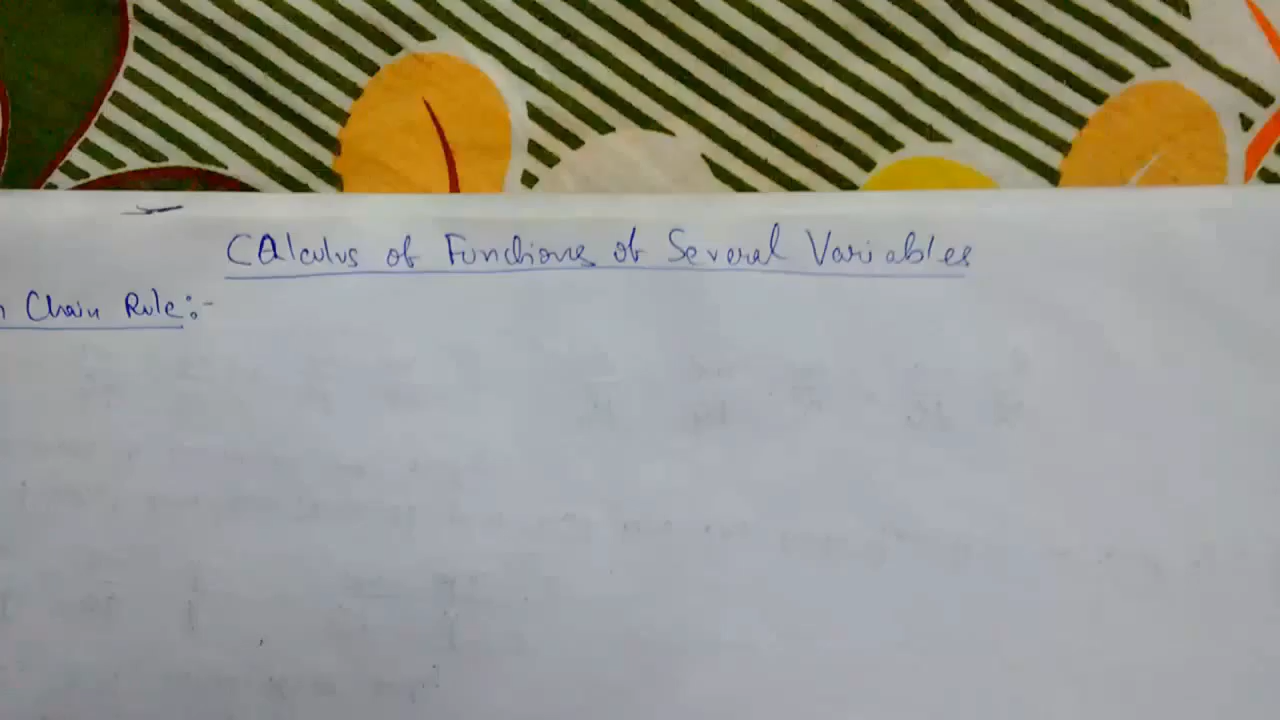 CAlculus of Functions of Several Variables
Chain Rule:-